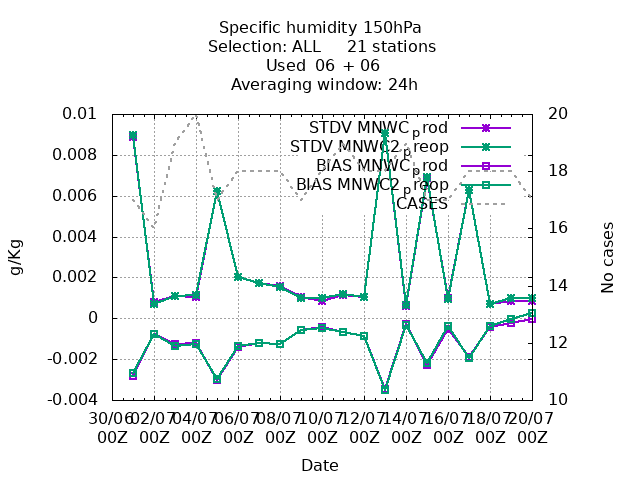 Specific humidity 150hPa
Selection: ALL 21 stations
Used 06 + 06
Averaging window: 24h
STDV MNWC_prod
STDV MNWC2_preop
BIAS MNWC_prod
BIAS MNWC2_preop
CASES
0.01
0.008
0.006
0.004
0.002
0
-0.002
-0.004
g/Kg
20
18
16
14
12
10
No cases
30/06 02/07 04/07 06/07 08/07 10/07 12/07 14/07 16/07 18/07 20/07
00Z 00Z 00Z 00Z 00Z 00Z 00Z 00Z 00Z 00Z 00Z
Date